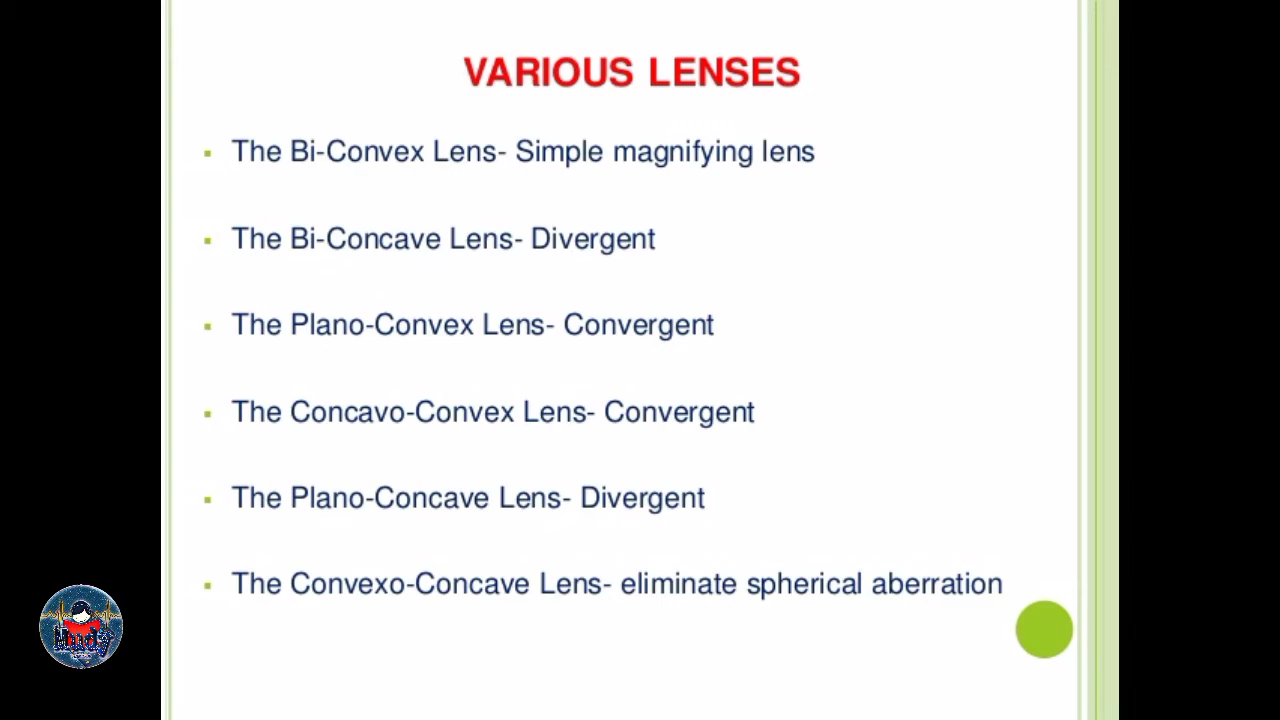 VARIOUS LENSES
▪ The Bi-Convex Lens- Simple magnifying lens
▪ The Bi-Concave Lens- Divergent
▪ The Plano-Convex Lens- Convergent
▪ The Concavo-Convex Lens- Convergent
▪ The Plano-Concave Lens- Divergent
▪ The Convexo-Concave Lens- eliminate spherical aberration
Hudy